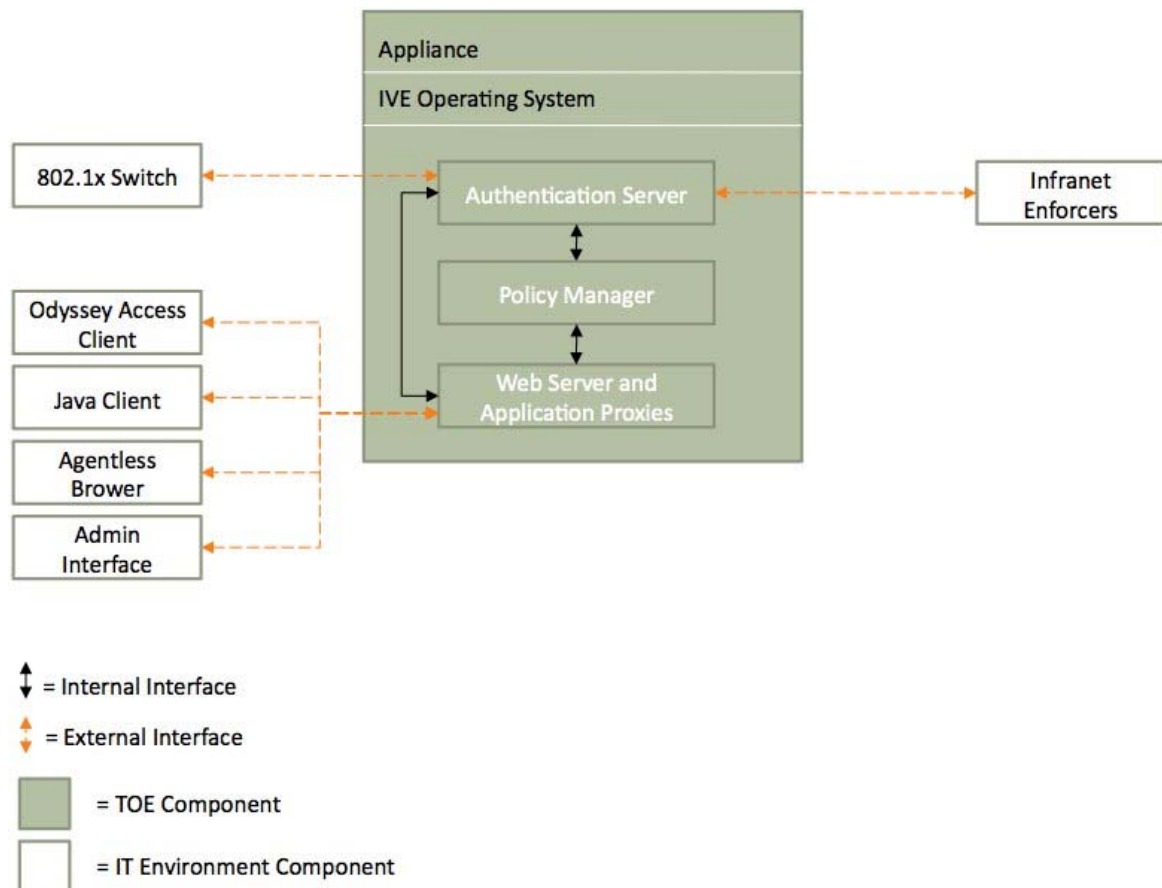 Appliance
IVE Operating System
802.1x Switch
Authentication Server
Infranet
Enforcers
Policy Manager
Odyssey Access
Client
Java Client
Web Server and
Application Proxies
Agentless
Brower
Admin
Interface
= Internal Interface
= External Interface
= TOE Component
= IT Environment Component